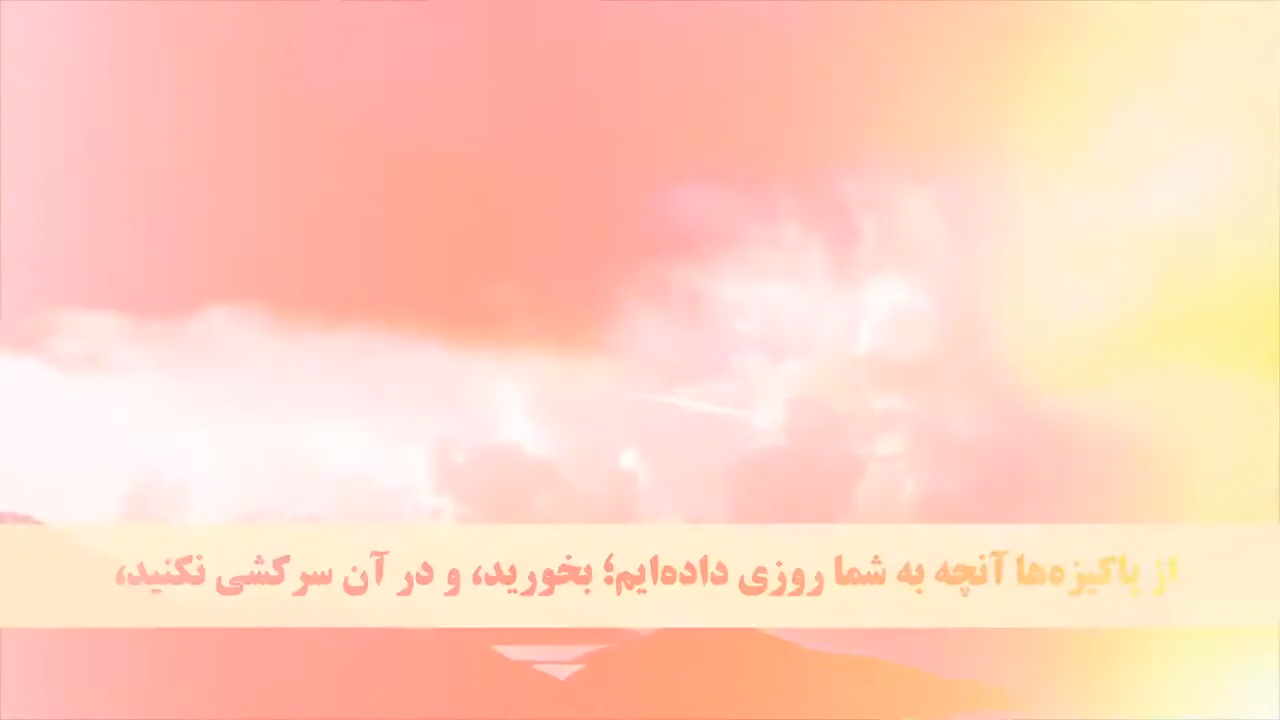 از پاکیزه‌ها آنچه به شما روزی داده‌ایم؛ بخورید، و در آن سرکشی نکنید،